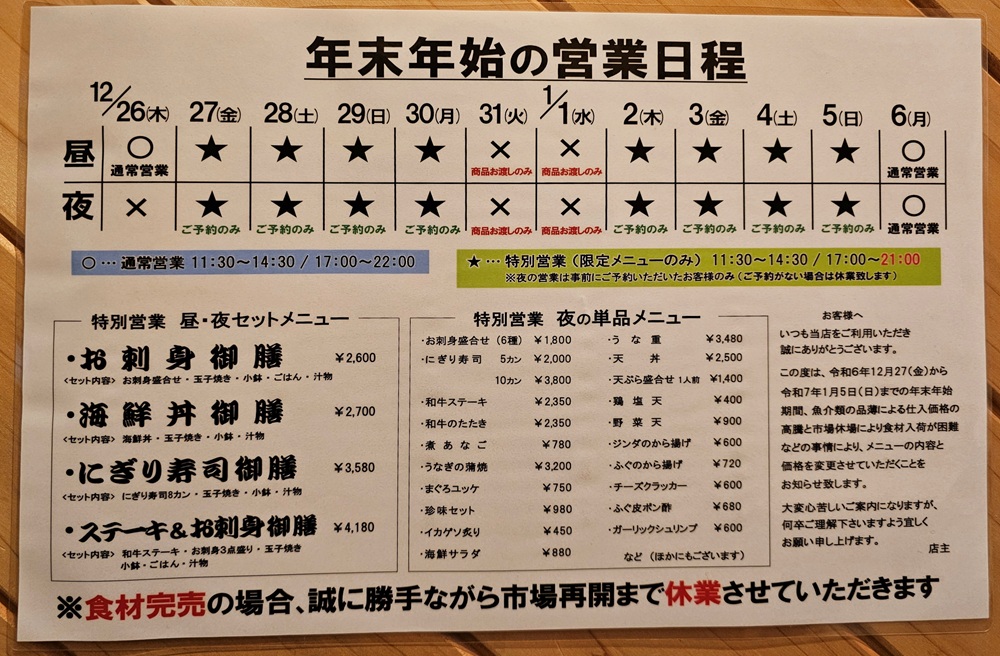 年末年始の営業日程
12/26(木) 27(金) 28(土) 29(日) 30(月) 31(火) 1/1(水) 2(木) 3(金) 4(土) 5(日) 6(月)
昼 ○ ★ ★ ★ ★ × × ★ ★ ★ ★ ○
通常営業 商品お渡しのみ 商品お渡しのみ 通常営業
夜 × ★ ★ ★ ★ × × ★ ★ ★ ★ ○
ご予約のみ ご予約のみ ご予約のみ ご予約のみ 商品お渡しのみ 商品お渡しのみ ご予約のみ ご予約のみ ご予約のみ ご予約のみ 通常営業
○… 通常営業 11:30〜14:30 / 17:00〜22:00
★… 特別営業(限定メニューのみ) 11:30〜14:30 / 17:00〜21:00
※夜の営業は事前にご予約いただいたお客様のみ(ご予約がない場合は休業致します)
特別営業 昼・夜セットメニュー
・お刺身御膳 ¥2,600
<セット内容> お刺身盛合せ・玉子焼き・小鉢・ごはん・汁物
・海鮮丼御膳 ¥2,700
<セット内容> 海鮮丼・玉子焼き・小鉢・汁物
・にぎり寿司御膳 ¥3,580
<セット内容> にぎり寿司8カン・玉子焼き・小鉢・汁物
・ステーキ&お刺身御膳 ¥4,180
<セット内容> 和牛ステーキ・お刺身3点盛り・玉子焼き
小鉢・ごはん・汁物
特別営業 夜の単品メニュー
・お刺身盛合せ(6種) ¥1,800
・にぎり寿司 5カン ¥2,000
10カン ¥3,800
・和牛ステーキ ¥2,350
・和牛のたたき ¥2,350
・煮あなご ¥780
・うなぎの蒲焼 ¥3,200
・まぐろユッケ ¥750
・珍味セット ¥980
・イカゲソ炙り ¥450
・海鮮サラダ ¥880
・うな重 ¥3,480
・天丼 ¥2,500
・天ぷら盛合せ 1人前 ¥1,400
・鶏塩天 ¥400
・野菜天 ¥900
・ジンダのから揚げ ¥600
・ふぐのから揚げ ¥720
・チーズクラッカー ¥600
・ふぐ皮ポン酢 ¥680
・ガーリックシュリンプ ¥600
など(ほかにもございます)
お客様へ
いつも当店をご利用いただき
誠にありがとうございます。
この度は、令和6年12月27(金)から
令和7年1月5日(日)までの年末年始
期間、魚介類の品薄による仕入価格の
高騰と市場休場により食材入荷が困難
などの事情により、メニューの内容と
価格を変更させていただくことを
お知らせ致します。
大変心苦しいご案内になりますが、
何卒ご理解下さいますよう宜しく
お願い申し上げます。
店主
※食材完売の場合、誠に勝手ながら市場再開まで休業させていただきます